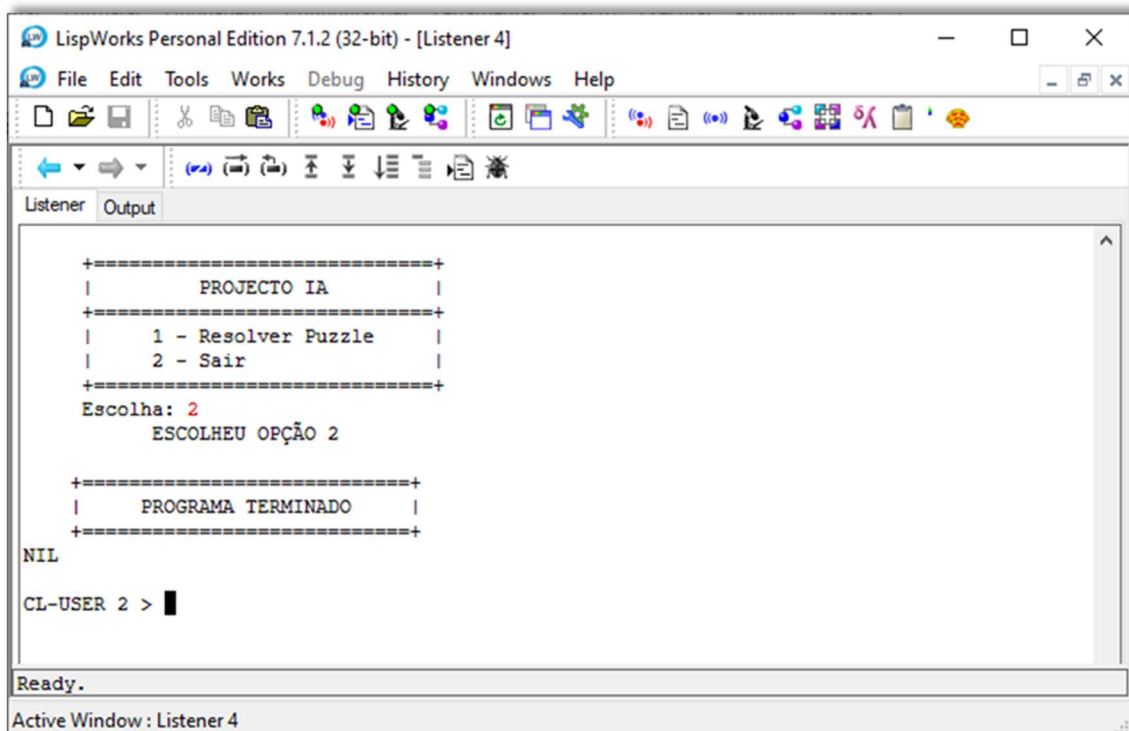 LispWorks Personal Edition 7.1.2 (32-bit) - [Listener 4]
File Edit Tools Works Debug History Windows Help
Listener Output
+=============================+
| PROJECTO IA |
+=============================+
| 1 - Resolver Puzzle |
| 2 - Sair |
+=============================+
Escolha: 2
ESCOLHEU OPÇÃO 2
+============================+
| PROGRAMA TERMINADO |
+============================+
NIL
CL-USER 2 >
Ready.
Active Window : Listener 4